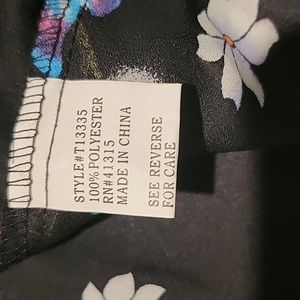 STYLE#T13335
100% POLYESTER
RN#41315
MADE IN CHINA
SEE REVERSE
FOR CARE